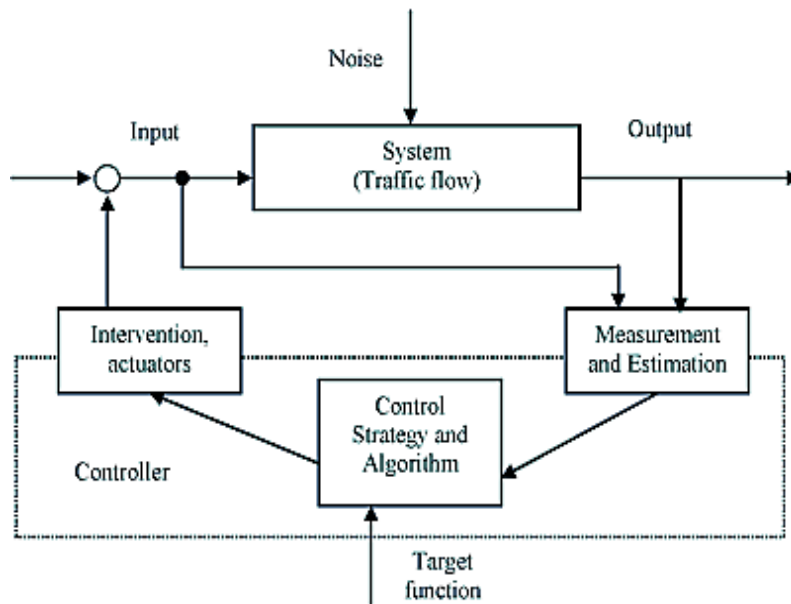 Noise
Input
Output
System
(Traffic flow)
Intervention,
actuators
Measurement
and Estimation
Control
Strategy and
Algorithm
Controller
Target
function